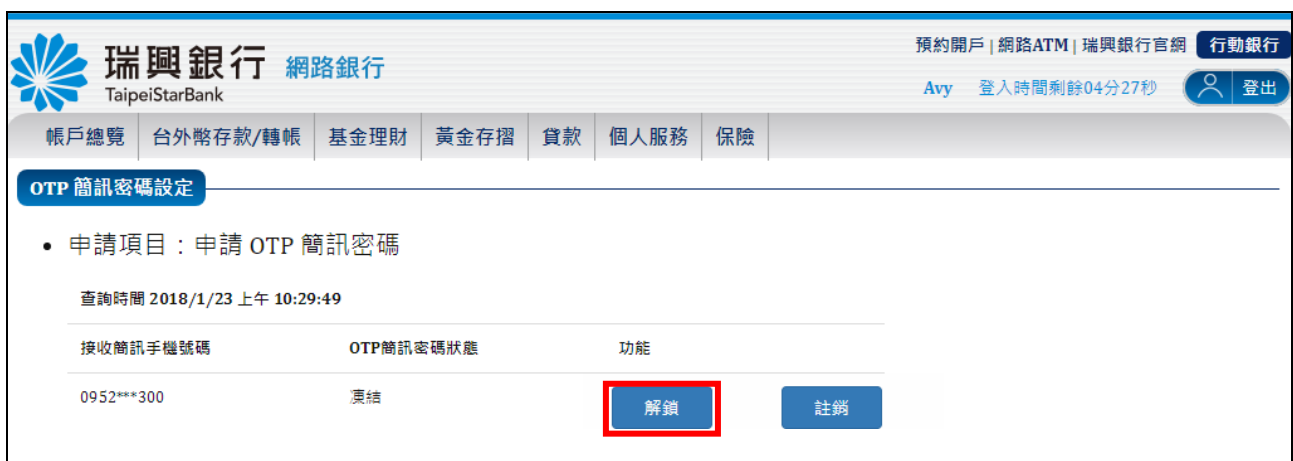 瑞興銀行 網路銀行
TaipeiStarBank
預約開戶 | 網路ATM | 瑞興銀行官網 行動銀行
Avy 登入時間剩餘04分27秒 登出
帳戶總覽 台外幣存款/轉帳 基金理財 黃金存摺 貸款 個人服務 保險
OTP 簡訊密碼設定
• 申請項目：申請 OTP 簡訊密碼
查詢時間 2018/1/23 上午 10:29:49
接收簡訊手機號碼 OTP簡訊密碼狀態 功能
0952***300 凍結 解鎖 註銷